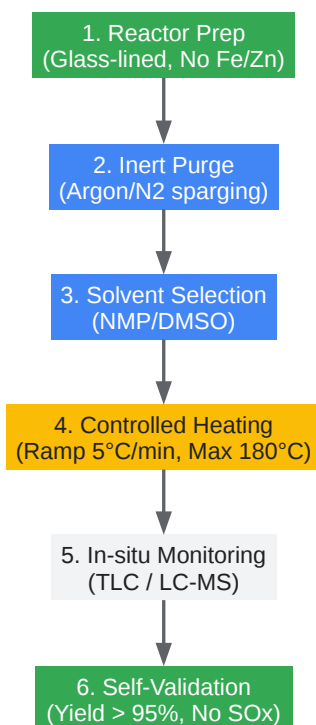 1. Reactor Prep
(Glass-lined, No Fe/Zn)
2. Inert Purge
(Argon/N2 sparging)
3. Solvent Selection
(NMP/DMSO)
4. Controlled Heating
(Ramp 5°C/min, Max 180°C)
5. In-situ Monitoring
(TLC / LC-MS)
6. Self-Validation
(Yield > 95%, No SOx)